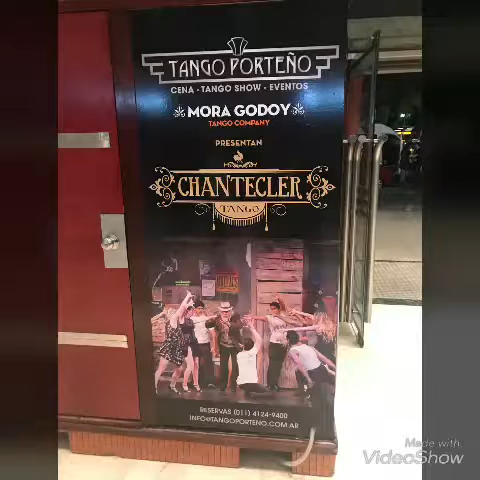 TANGO PORTEÑO
CENA · TANGO SHOW · EVENTOS
MORA GODOY
TANGO COMPANY
PRESENTAN
CHANTECLER
TANGO
RESERVAS (011) 4124-9400
INFO@TANGOPORTENO.COM.AR
Made with
VideoShow